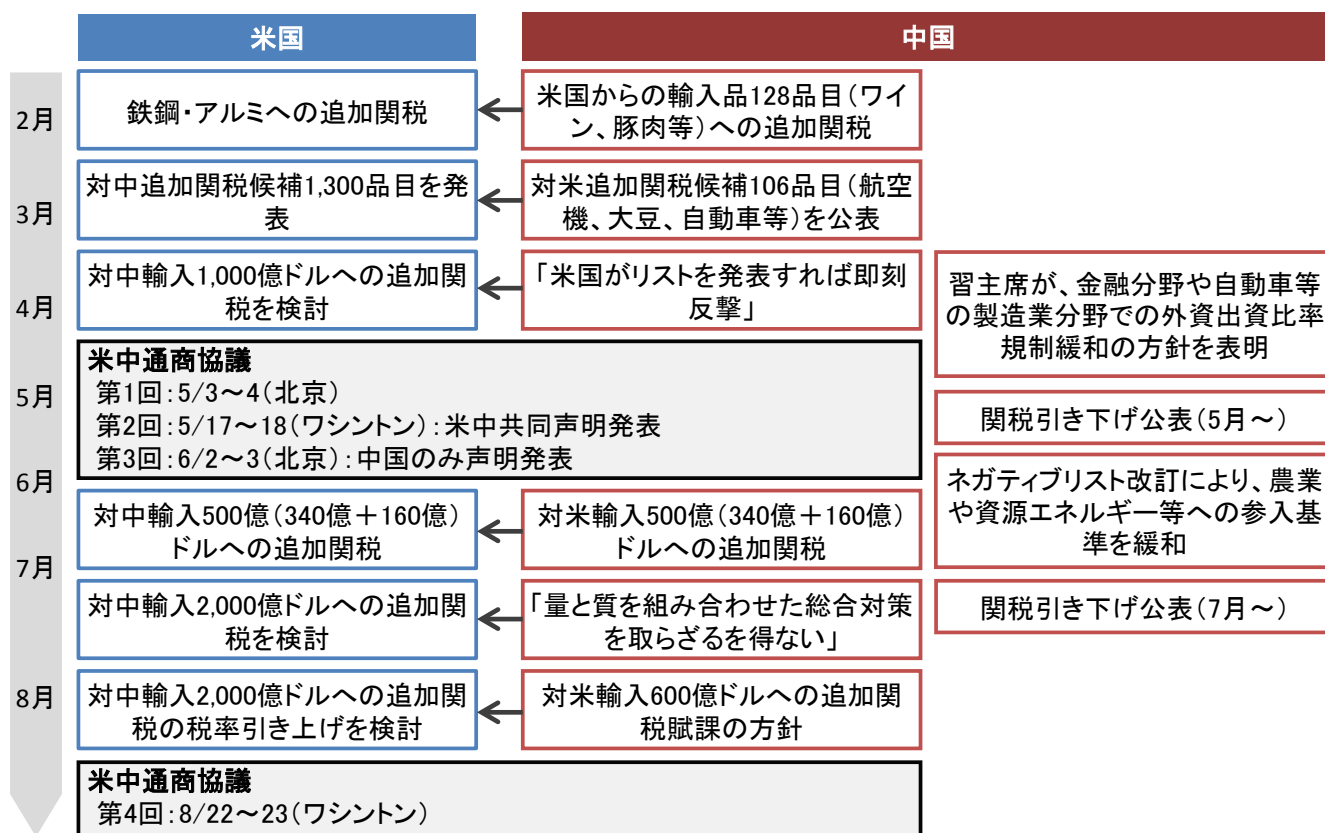 米国
中国
2月
鉄鋼・アルミへの追加関税
米国からの輸入品128品目(ワイ
ン、豚肉等)への追加関税
3月
対中追加関税候補1,300品目を発
表
対米追加関税候補106品目(航空
機、大豆、自動車等)を公表
4月
対中輸入1,000億ドルへの追加関
税を検討
「米国がリストを発表すれば即刻
反撃」
習主席が、金融分野や自動車等
の製造業分野での外資出資比率
規制緩和の方針を表明
5月
米中通商協議
第1回:5/3~4(北京)
第2回:5/17~18(ワシントン):米中共同声明発表
第3回:6/2~3(北京):中国のみ声明発表
関税引き下げ公表(5月~)
6月
対中輸入500億(340億+160億)
ドルへの追加関税
対米輸入500億(340億+160億)
ドルへの追加関税
ネガティブリスト改訂により、農業
や資源エネルギー等への参入基
準を緩和
7月
対中輸入2,000億ドルへの追加関
税を検討
「量と質を組み合わせた総合対策
を取らざるを得ない」
関税引き下げ公表(7月~)
8月
対中輸入2,000億ドルへの追加関
税の税率引き上げを検討
対米輸入600億ドルへの追加関
税賦課の方針
米中通商協議
第4回:8/22~23(ワシントン)